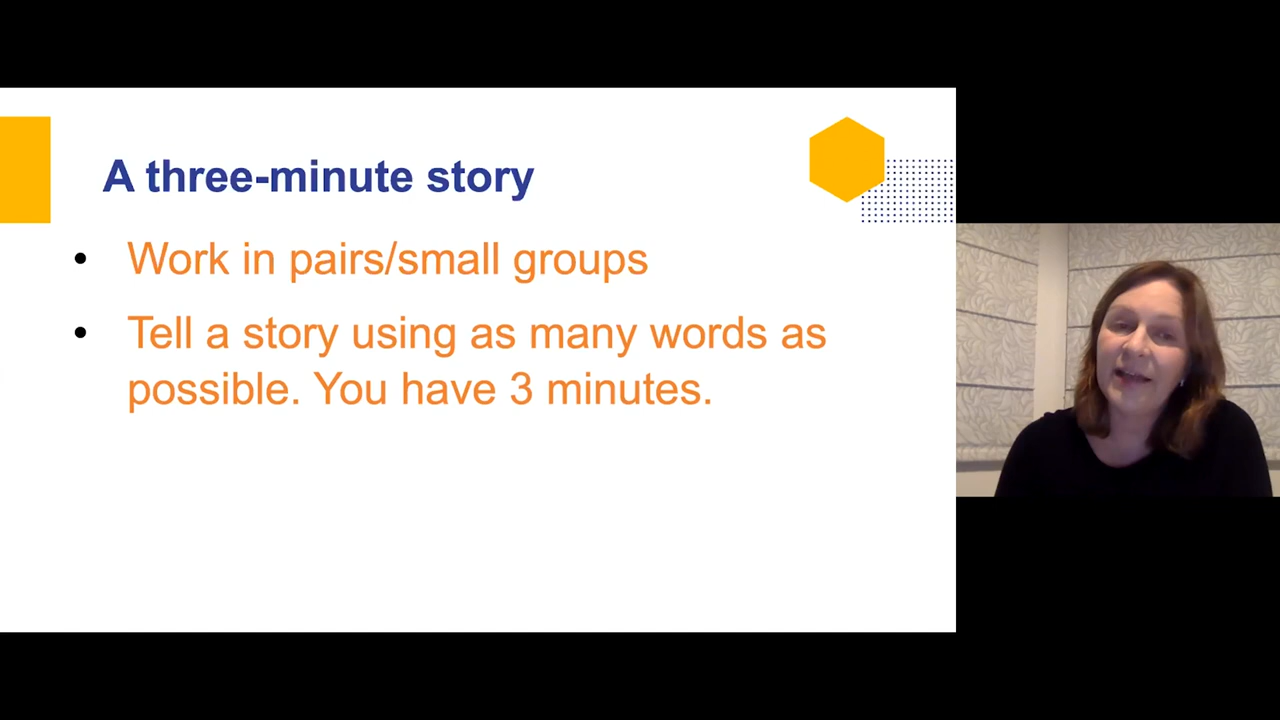 A three-minute story
• Work in pairs/small groups
• Tell a story using as many words as
possible. You have 3 minutes.